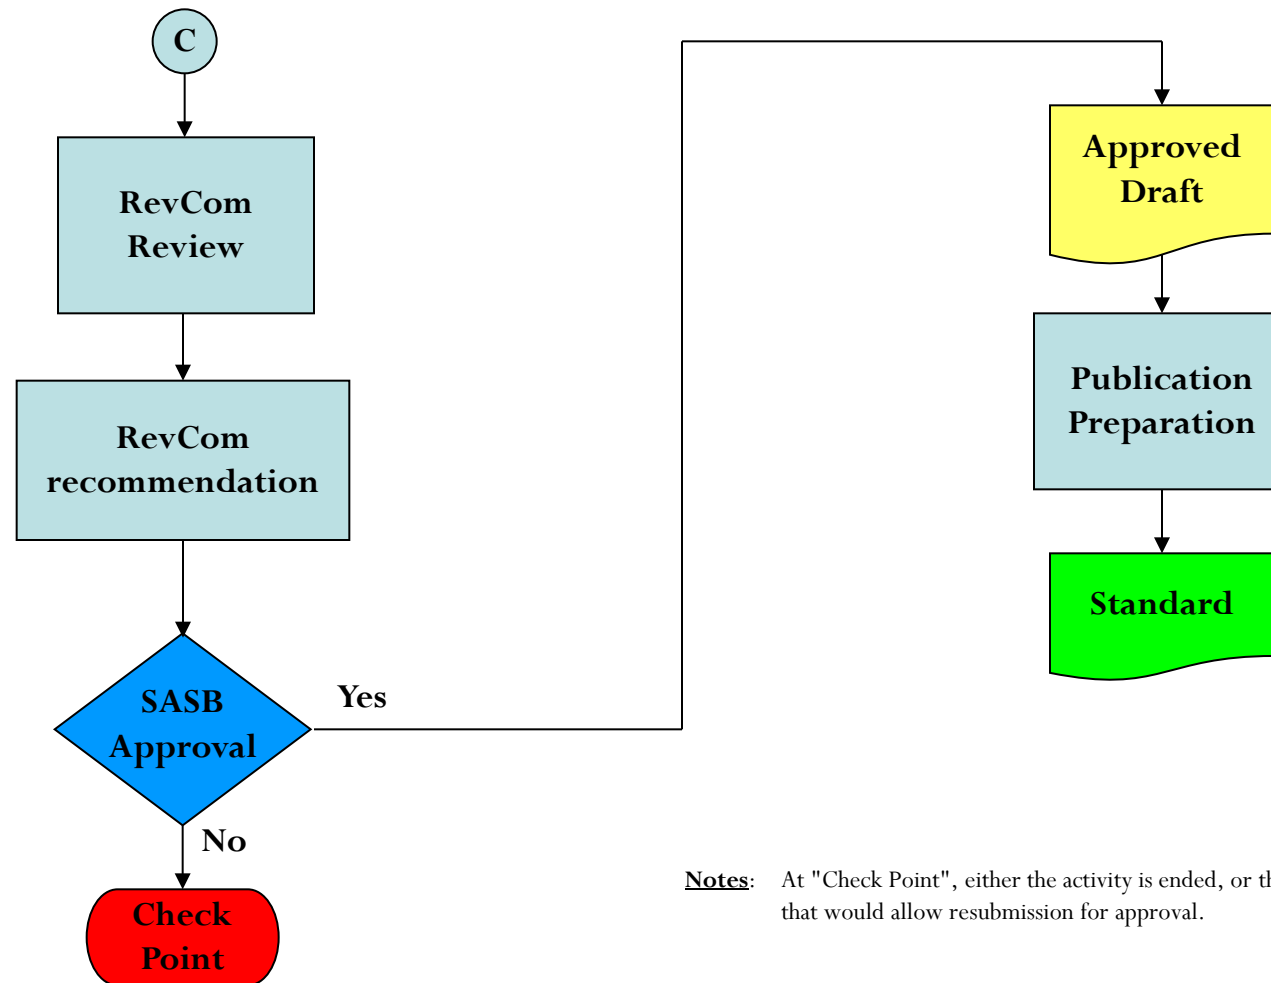 C
RevCom
Review
RevCom
recommendation
SASB
Approval
Yes
No
Check
Point
Approved
Draft
Publication
Preparation
Standard
Notes: At "Check Point", either the activity is ended, or
that would allow resubmission for approval.